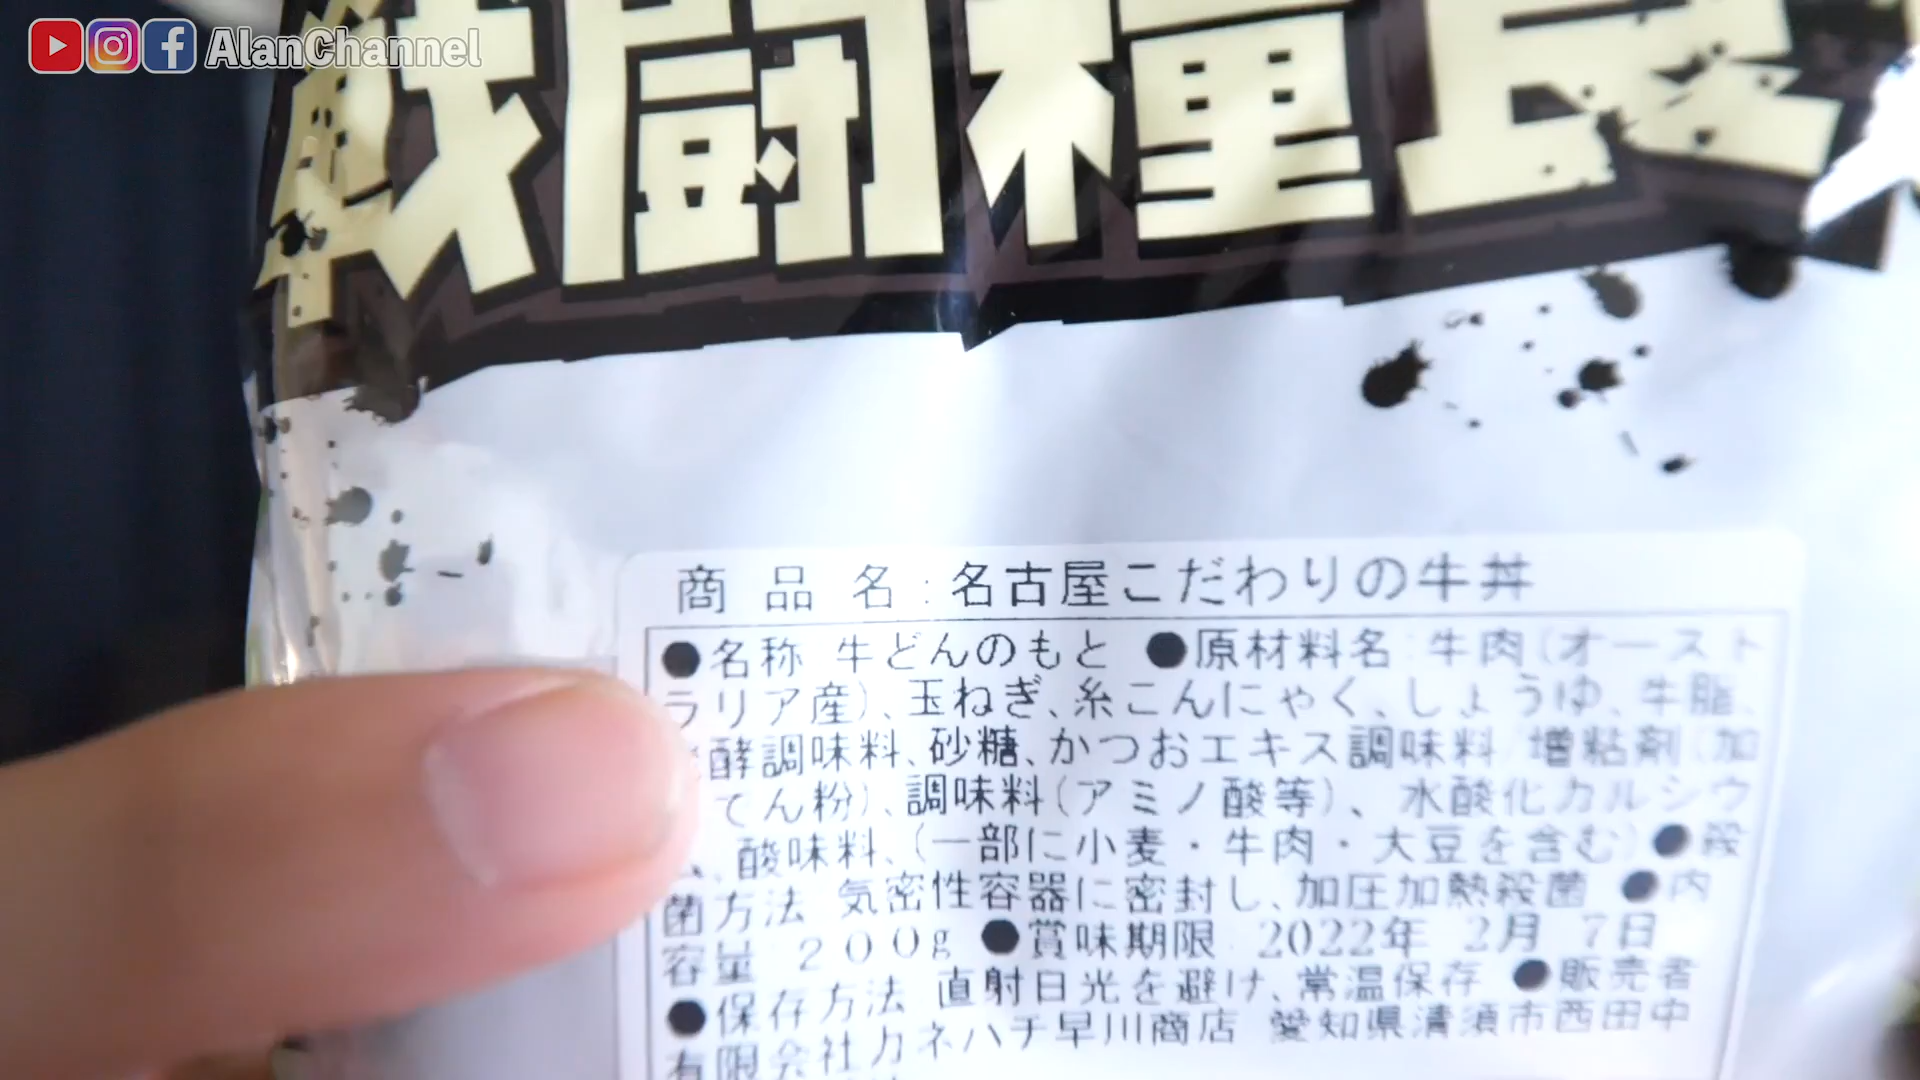 AlanChannel
戦闘糧食
商品名:名古屋こだわりの牛丼
●名称 牛どんのもと ●原材料名:牛肉(オースト
ラリア産)、玉ねぎ、糸こんにゃく、しょうゆ、牛脂、
酵調味料、砂糖、かつおエキス調味料/増粘剤(加
てん粉)、調味料(アミノ酸等)、水酸化カルシウ
、酸味料、(一部に小麦・牛肉・大豆を含む)●殺
菌方法 気密性容器に密封し、加圧加熱殺菌 ●内
容量 200g ●賞味期限 2022年 2月 7日
●保存方法 直射日光を避け、常温保存 ●販売者
有限会社カネハチ早川商店 愛知県清須市西田中